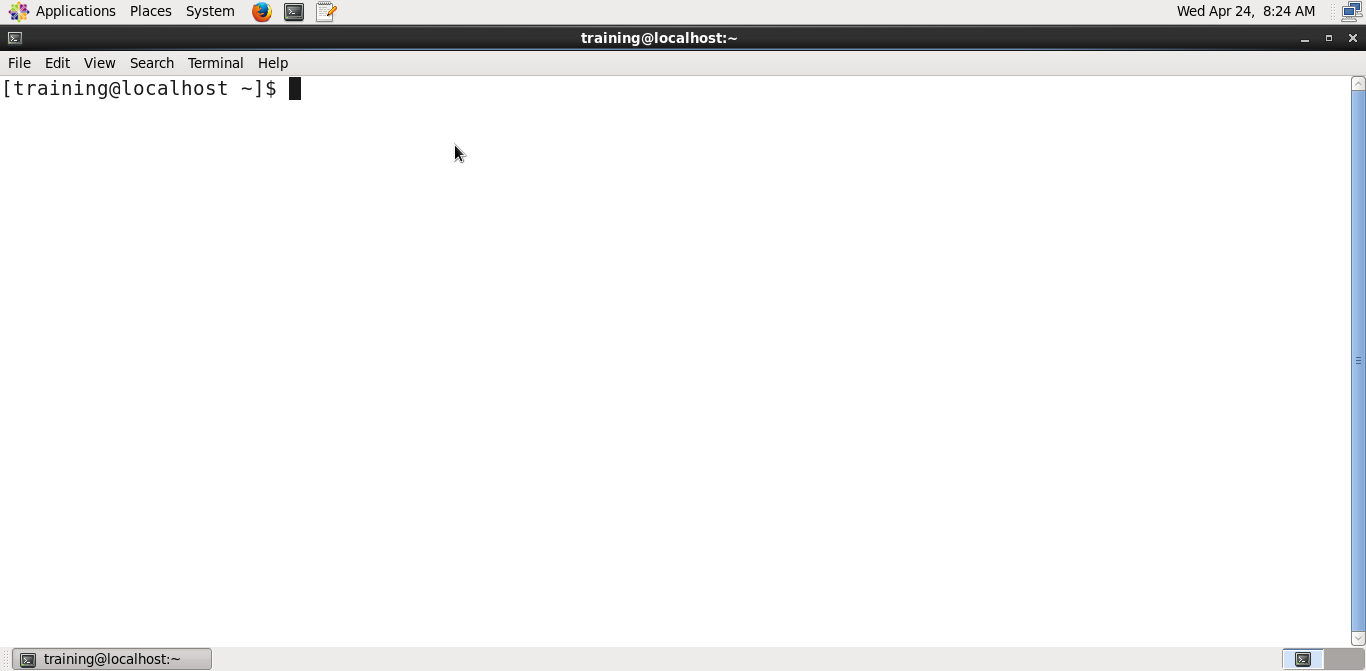 Applications Places System Wed Apr 24, 8:24 AM
training@localhost:~
File Edit View Search Terminal Help
[training@localhost ~]$
training@localhost:~